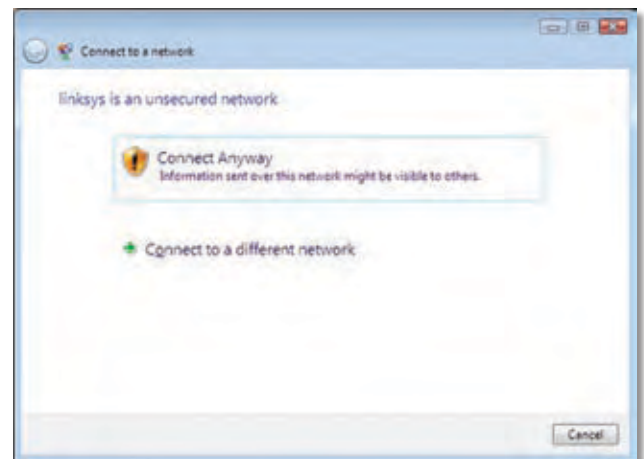 Connect to a network
linksys is an unsecured network
Connect Anyway
Information sent over this network might be visible to others.
Connect to a different network
Cancel